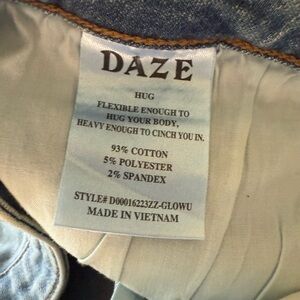 DAZE
HUG
FLEXIBLE ENOUGH TO
HUG YOUR BODY,
HEAVY ENOUGH TO CINCH YOU IN.
93% COTTON
5% POLYESTER
2% SPANDEX
STYLE# D00016223ZZ-GLOWU
MADE IN VIETNAM